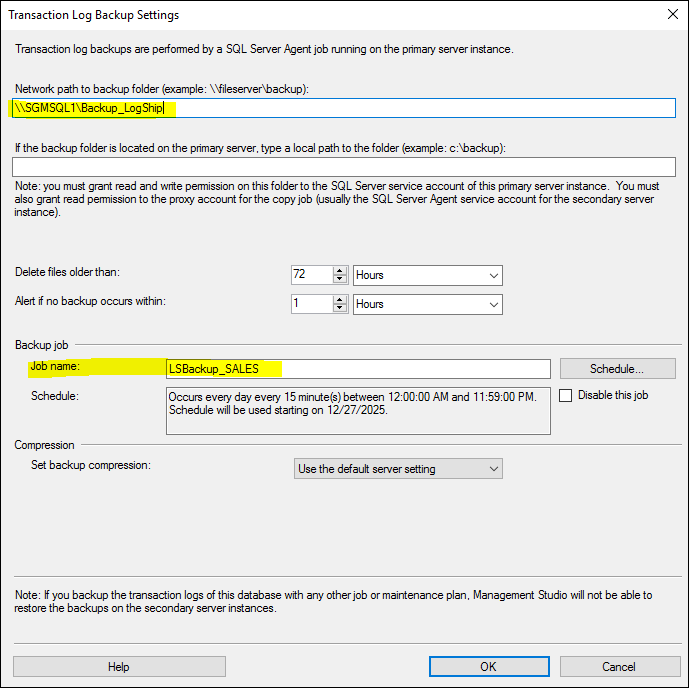 Transaction Log Backup Settings
Transaction log backups are performed by a SQL Server Agent job running on the primary server instance.
Network path to backup folder (example: \\fileserver\backup):
\\SGMSQL1\Backup_LogShip
If the backup folder is located on the primary server, type a local path to the folder (example: c:\backup):
Note: you must grant read and write permission on this folder to the SQL Server service account of this primary server instance. You must
also grant read permission to the proxy account for the copy job (usually the SQL Server Agent service account for the secondary server
instance).
Delete files older than:
72
Hours
Alert if no backup occurs within:
1
Hours
Backup job
Job name:
LSBackup_SALES
Schedule...
Schedule:
Occurs every day every 15 minute(s) between 12:00:00 AM and 11:59:00 PM.
Schedule will be used starting on 12/27/2025.
Disable this job
Compression
Set backup compression:
Use the default server setting
Note: If you backup the transaction logs of this database with any other job or maintenance plan, Management Studio will not be able to
restore the backups on the secondary server instances.
Help
OK
Cancel